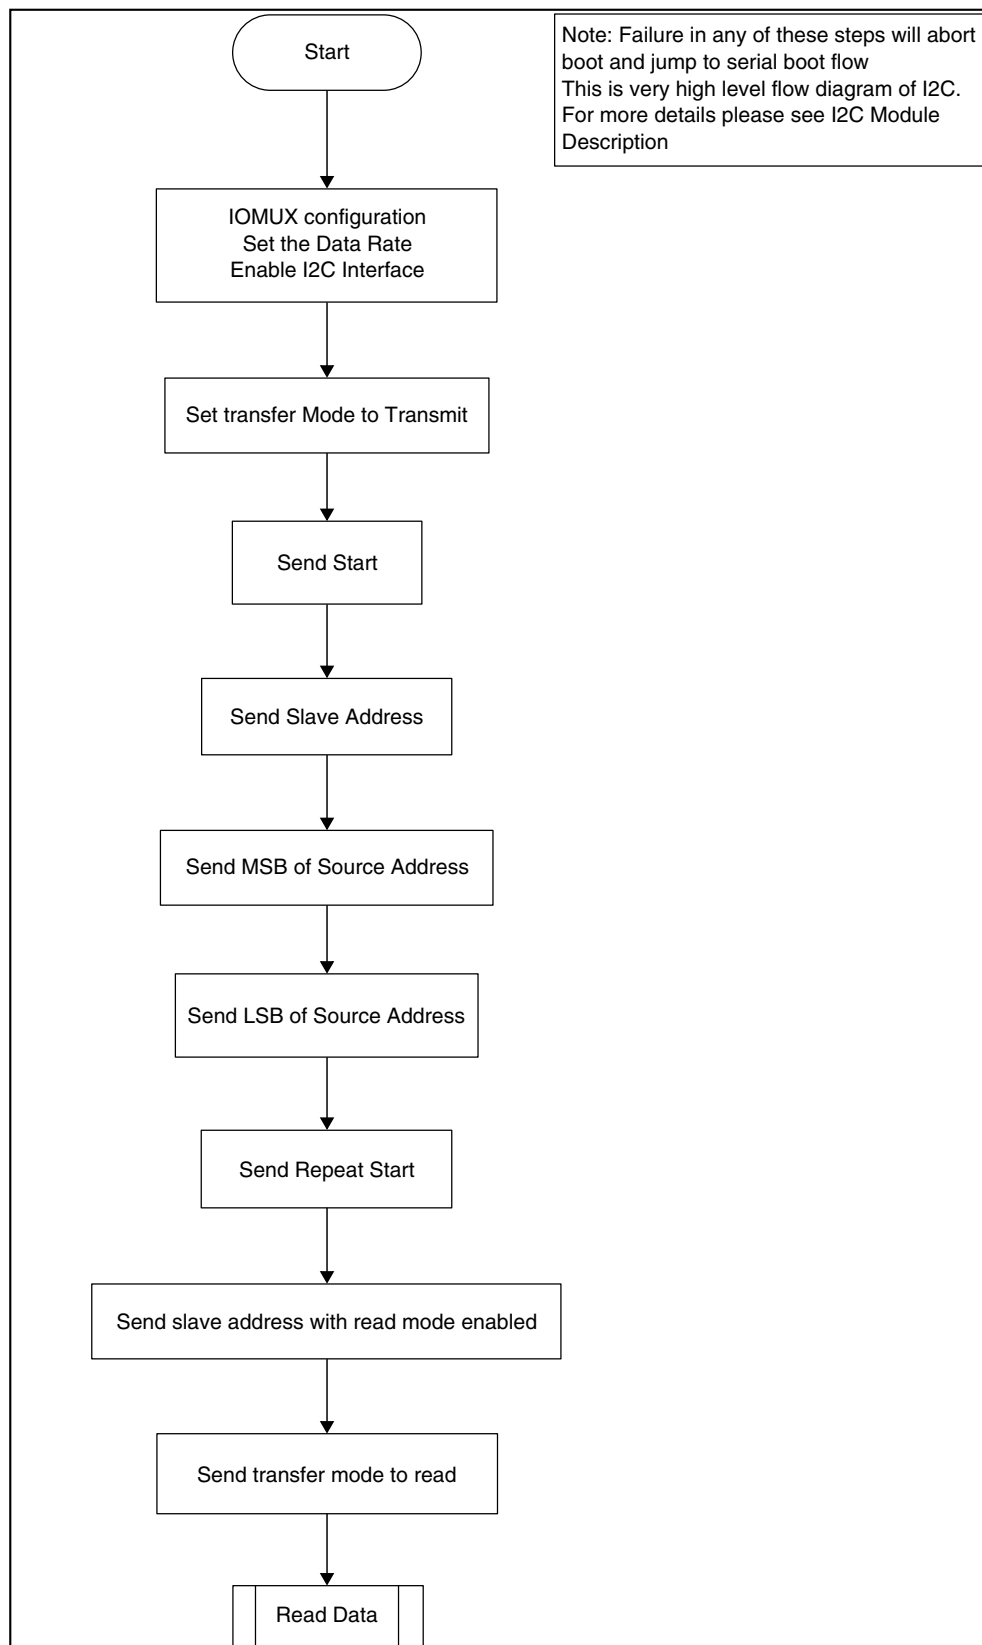 Start
Note: Failure in any of these steps will abort
boot and jump to serial boot flow
This is very high level flow diagram of I2C.
For more details please see I2C Module
Description
IOMUX configuration
Set the Data Rate
Enable I2C Interface
Set transfer Mode to Transmit
Send Start
Send Slave Address
Send MSB of Source Address
Send LSB of Source Address
Send Repeat Start
Send slave address with read mode enabled
Send transfer mode to read
Read Data